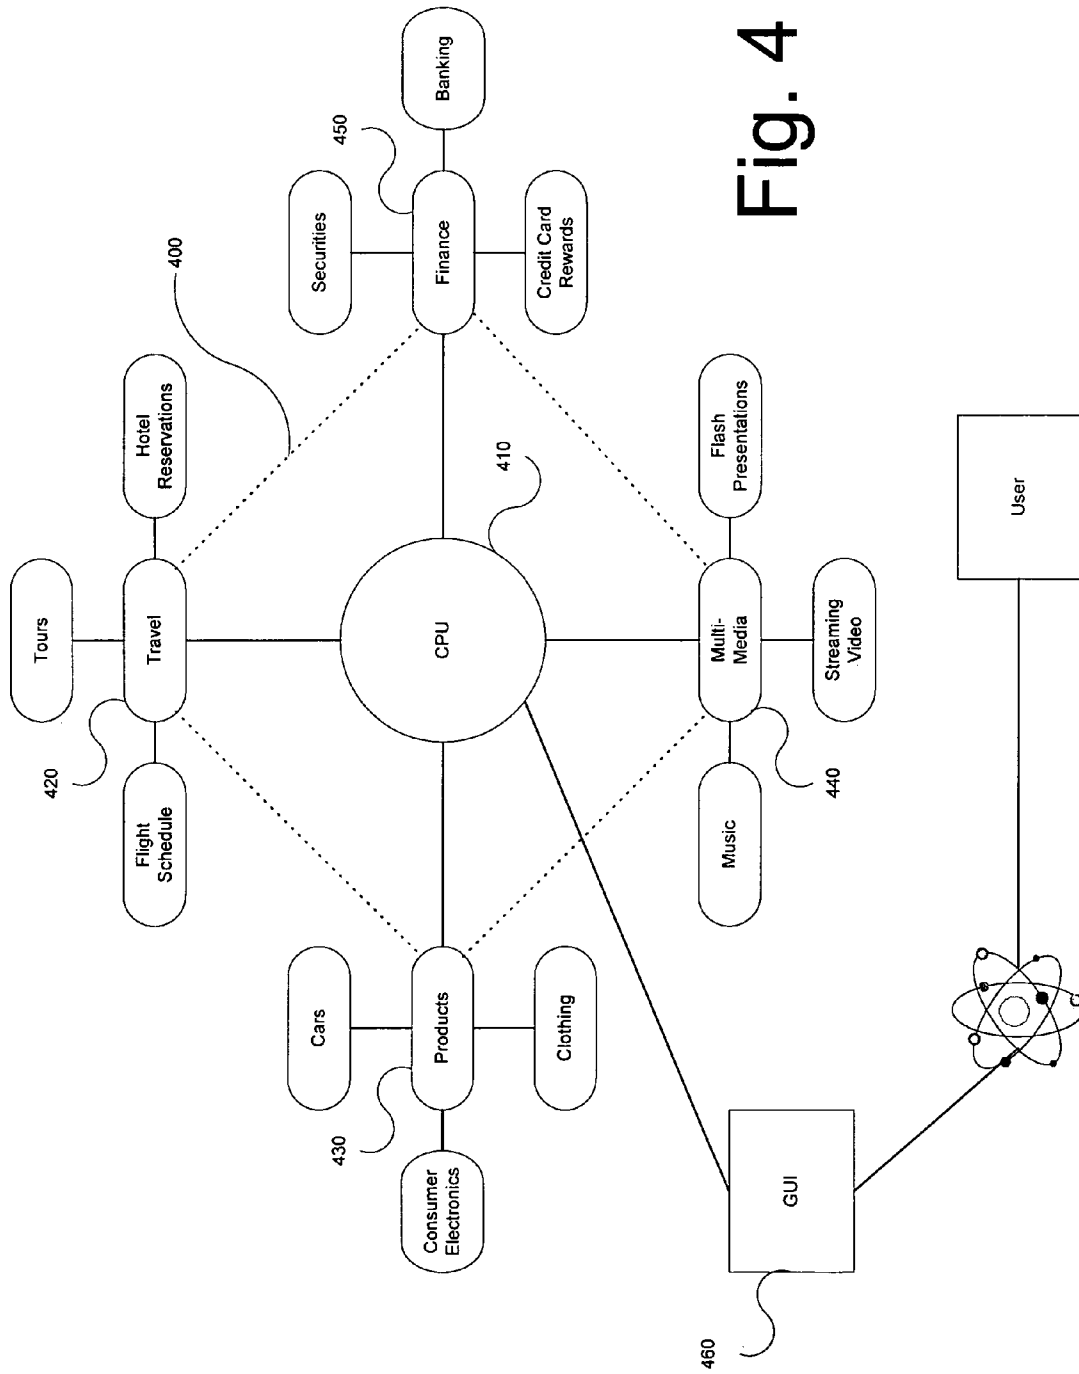 Tours
420
Travel
Flight
Schedule
Hotel
Reservations
400
Cars
430
Products
Consumer
Electronics
Clothing
CPU
410
Securities
450
Finance
Banking
Credit Card
Rewards
Music
Multi-
Media
440
Flash
Presentations
Streaming
Video
460
GUI
User
Fig. 4